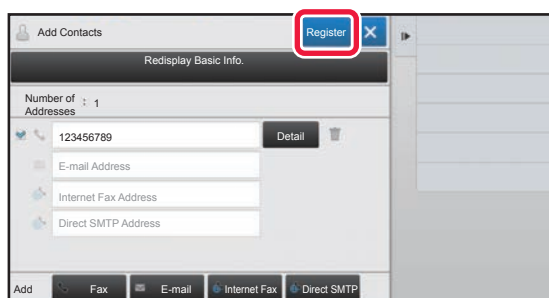 Add Contacts
Register
Redisplay Basic Info.
Number of Addresses : 1
123456789
Detail
E-mail Address
Internet Fax Address
Direct SMTP Address
Add
Fax
E-mail
Internet Fax
Direct SMTP